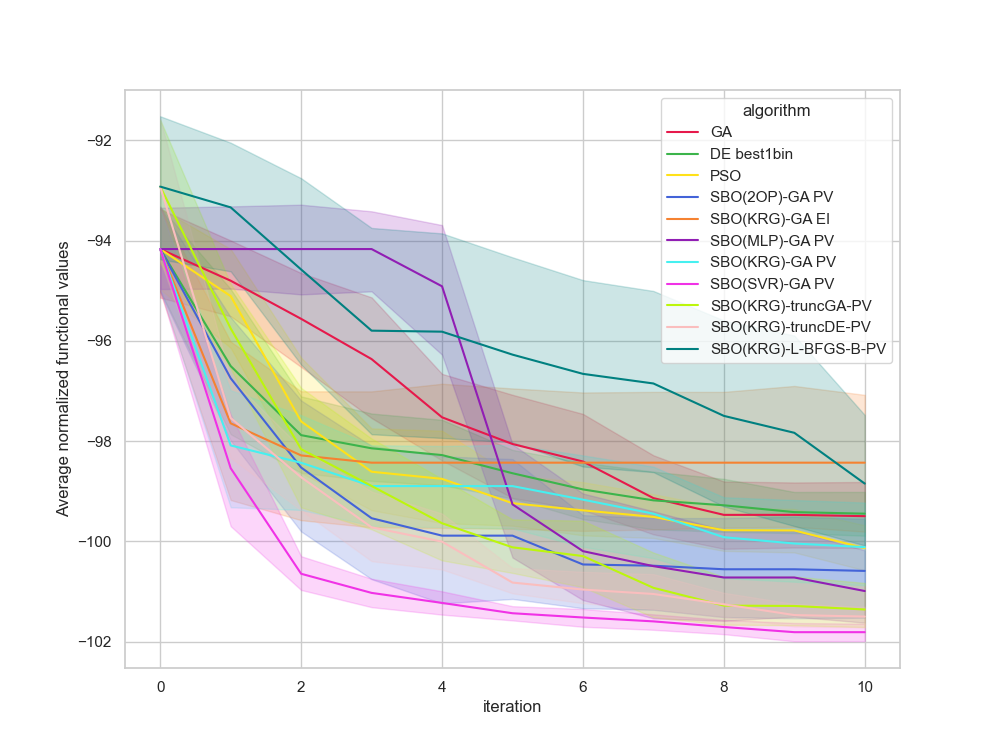 Average normalized functional values
−92
−94
−96
−98
−100
−102
0
2
4
6
8
10
iteration
algorithm
GA
DE best1bin
PSO
SBO(2OP)-GA PV
SBO(KRG)-GA EI
SBO(MLP)-GA PV
SBO(KRG)-GA PV
SBO(SVR)-GA PV
SBO(KRG)-truncGA-PV
SBO(KRG)-truncDE-PV
SBO(KRG)-L-BFGS-B-PV